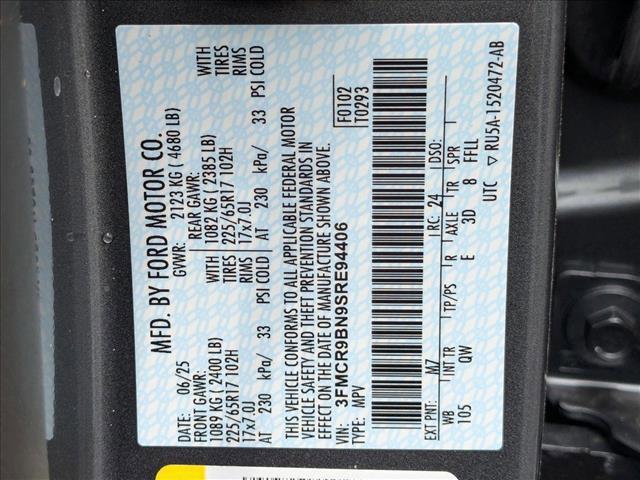 MFD. BY FORD MOTOR CO.
DATE: 06/25 GVWR: 2123 KG ( 4680 LB)
FRONT GAWR: REAR GAWR:
1089 KG ( 2400 LB) 1082 KG ( 2385 LB) WITH
225/65R17 102H 225/65R17 102H TIRES
17x7.0J 17x7.0J RIMS
AT 230 kPa/ 33 PSI COLD AT 230 kPa/ 33 PSI COLD
WITH
TIRES
RIMS
THIS VEHICLE CONFORMS TO ALL APPLICABLE FEDERAL MOTOR
VEHICLE SAFETY AND THEFT PREVENTION STANDARDS IN
EFFECT ON THE DATE OF MANUFACTURE SHOWN ABOVE.
VIN: 3FMCR9BN9SRE94406 F0102
TYPE: MPV T0293
EXT PNT: M7 RC: 24 DSO:
WB INT TR TP/PS R AXLE TR SPR
105 QW E 3D 8 FFLL
UTC ▽ RU5A-1520472-AB